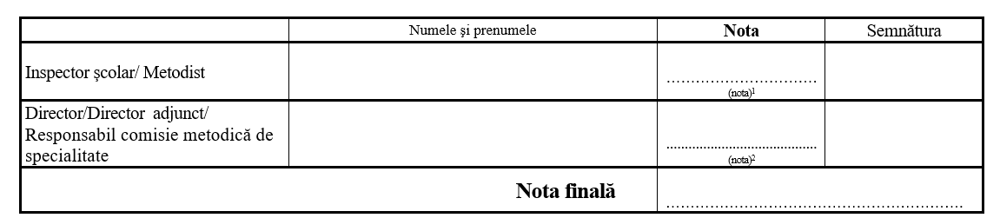 Numele şi prenumele Nota Semnătura
Inspector şcolar/ Metodist
……………………………
(nota)1
Director/Director adjunct/
Responsabil comisie metodică de
specialitate
.........................................
(nota)2
Nota finală
……………………………………………………….